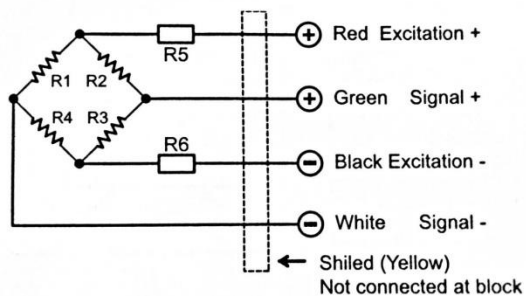 R5
Red Excitation +
R1
R2
Green Signal +
R4
R3
R6
Black Excitation -
White Signal -
Shiled (Yellow)
Not connected at block